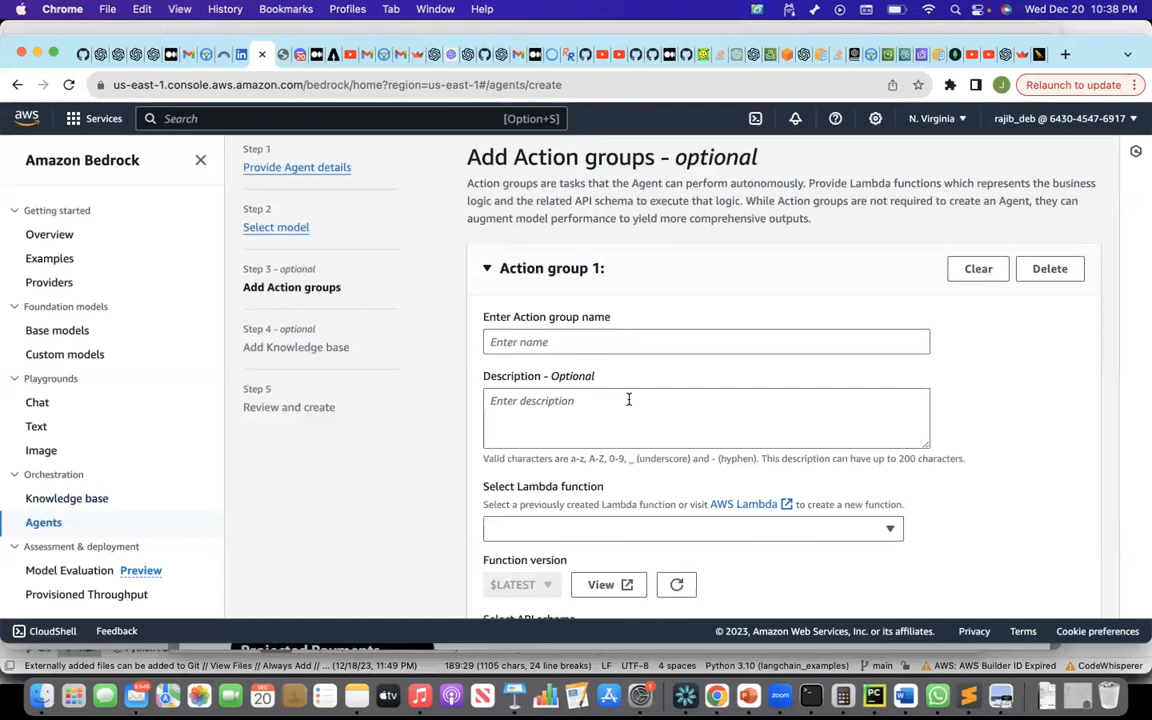 Chrome File Edit View History Bookmarks Profiles Tab Window Help Wed Dec 20 10:38 PM
us-east-1.console.aws.amazon.com/bedrock/home?region=us-east-1#/agents/create
J
Relaunch to update
aws
Services
Search [Option+S]
N. Virginia
rajib_deb @ 6430-4547-6917
Amazon Bedrock
Getting started
Overview
Examples
Providers
Foundation models
Base models
Custom models
Playgrounds
Chat
Text
Image
Orchestration
Knowledge base
Agents
Assessment & deployment
Model Evaluation Preview
Provisioned Throughput
Step 1
Provide Agent details
Step 2
Select model
Step 3 - optional
Add Action groups
Step 4 - optional
Add Knowledge base
Step 5
Review and create
Add Action groups - optional
Action groups are tasks that the Agent can perform autonomously. Provide Lambda functions which represents the business
logic and the related API schema to execute that logic. While Action groups are not required to create an Agent, they can
augment model performance to yield more comprehensive outputs.
Action group 1:
Clear
Delete
Enter Action group name
Enter name
Description - Optional
Enter description
Valid characters are a-z, A-Z, 0-9, _ (underscore) and - (hyphen). This description can have up to 200 characters.
Select Lambda function
Select a previously created Lambda function or visit AWS Lambda to create a new function.
Function version
$LATEST
View
Select API schema
CloudShell
Feedback
© 2023, Amazon Web Services, Inc. or its affiliates.
Privacy
Terms
Cookie preferences
Projected Payments
Externally added files can be added to Git // View Files // Always Add // ... (12/18/23, 11:49 PM)
189:29 (1105 chars, 24 line breaks) LF UTF-8 4 spaces Python 3.10 (langchain_examples) main AWS: AWS Builder ID Expired CodeWhisperer
DEC
20
zoom
PC